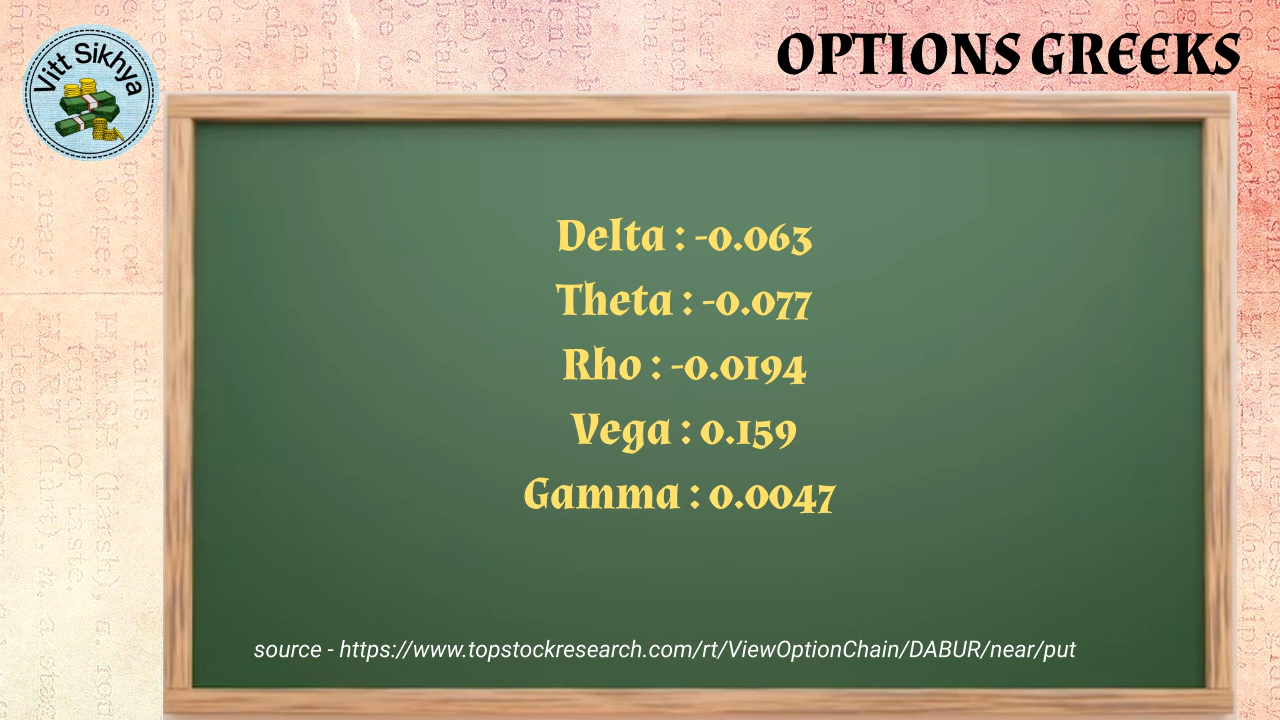 Vitt Sikhya
OPTIONS GREEKS
Delta : -0.063
Theta : -0.077
Rho : -0.0194
Vega : 0.159
Gamma : 0.0047
source - https://www.topstockresearch.com/rt/ViewOptionChain/DABUR/near/put